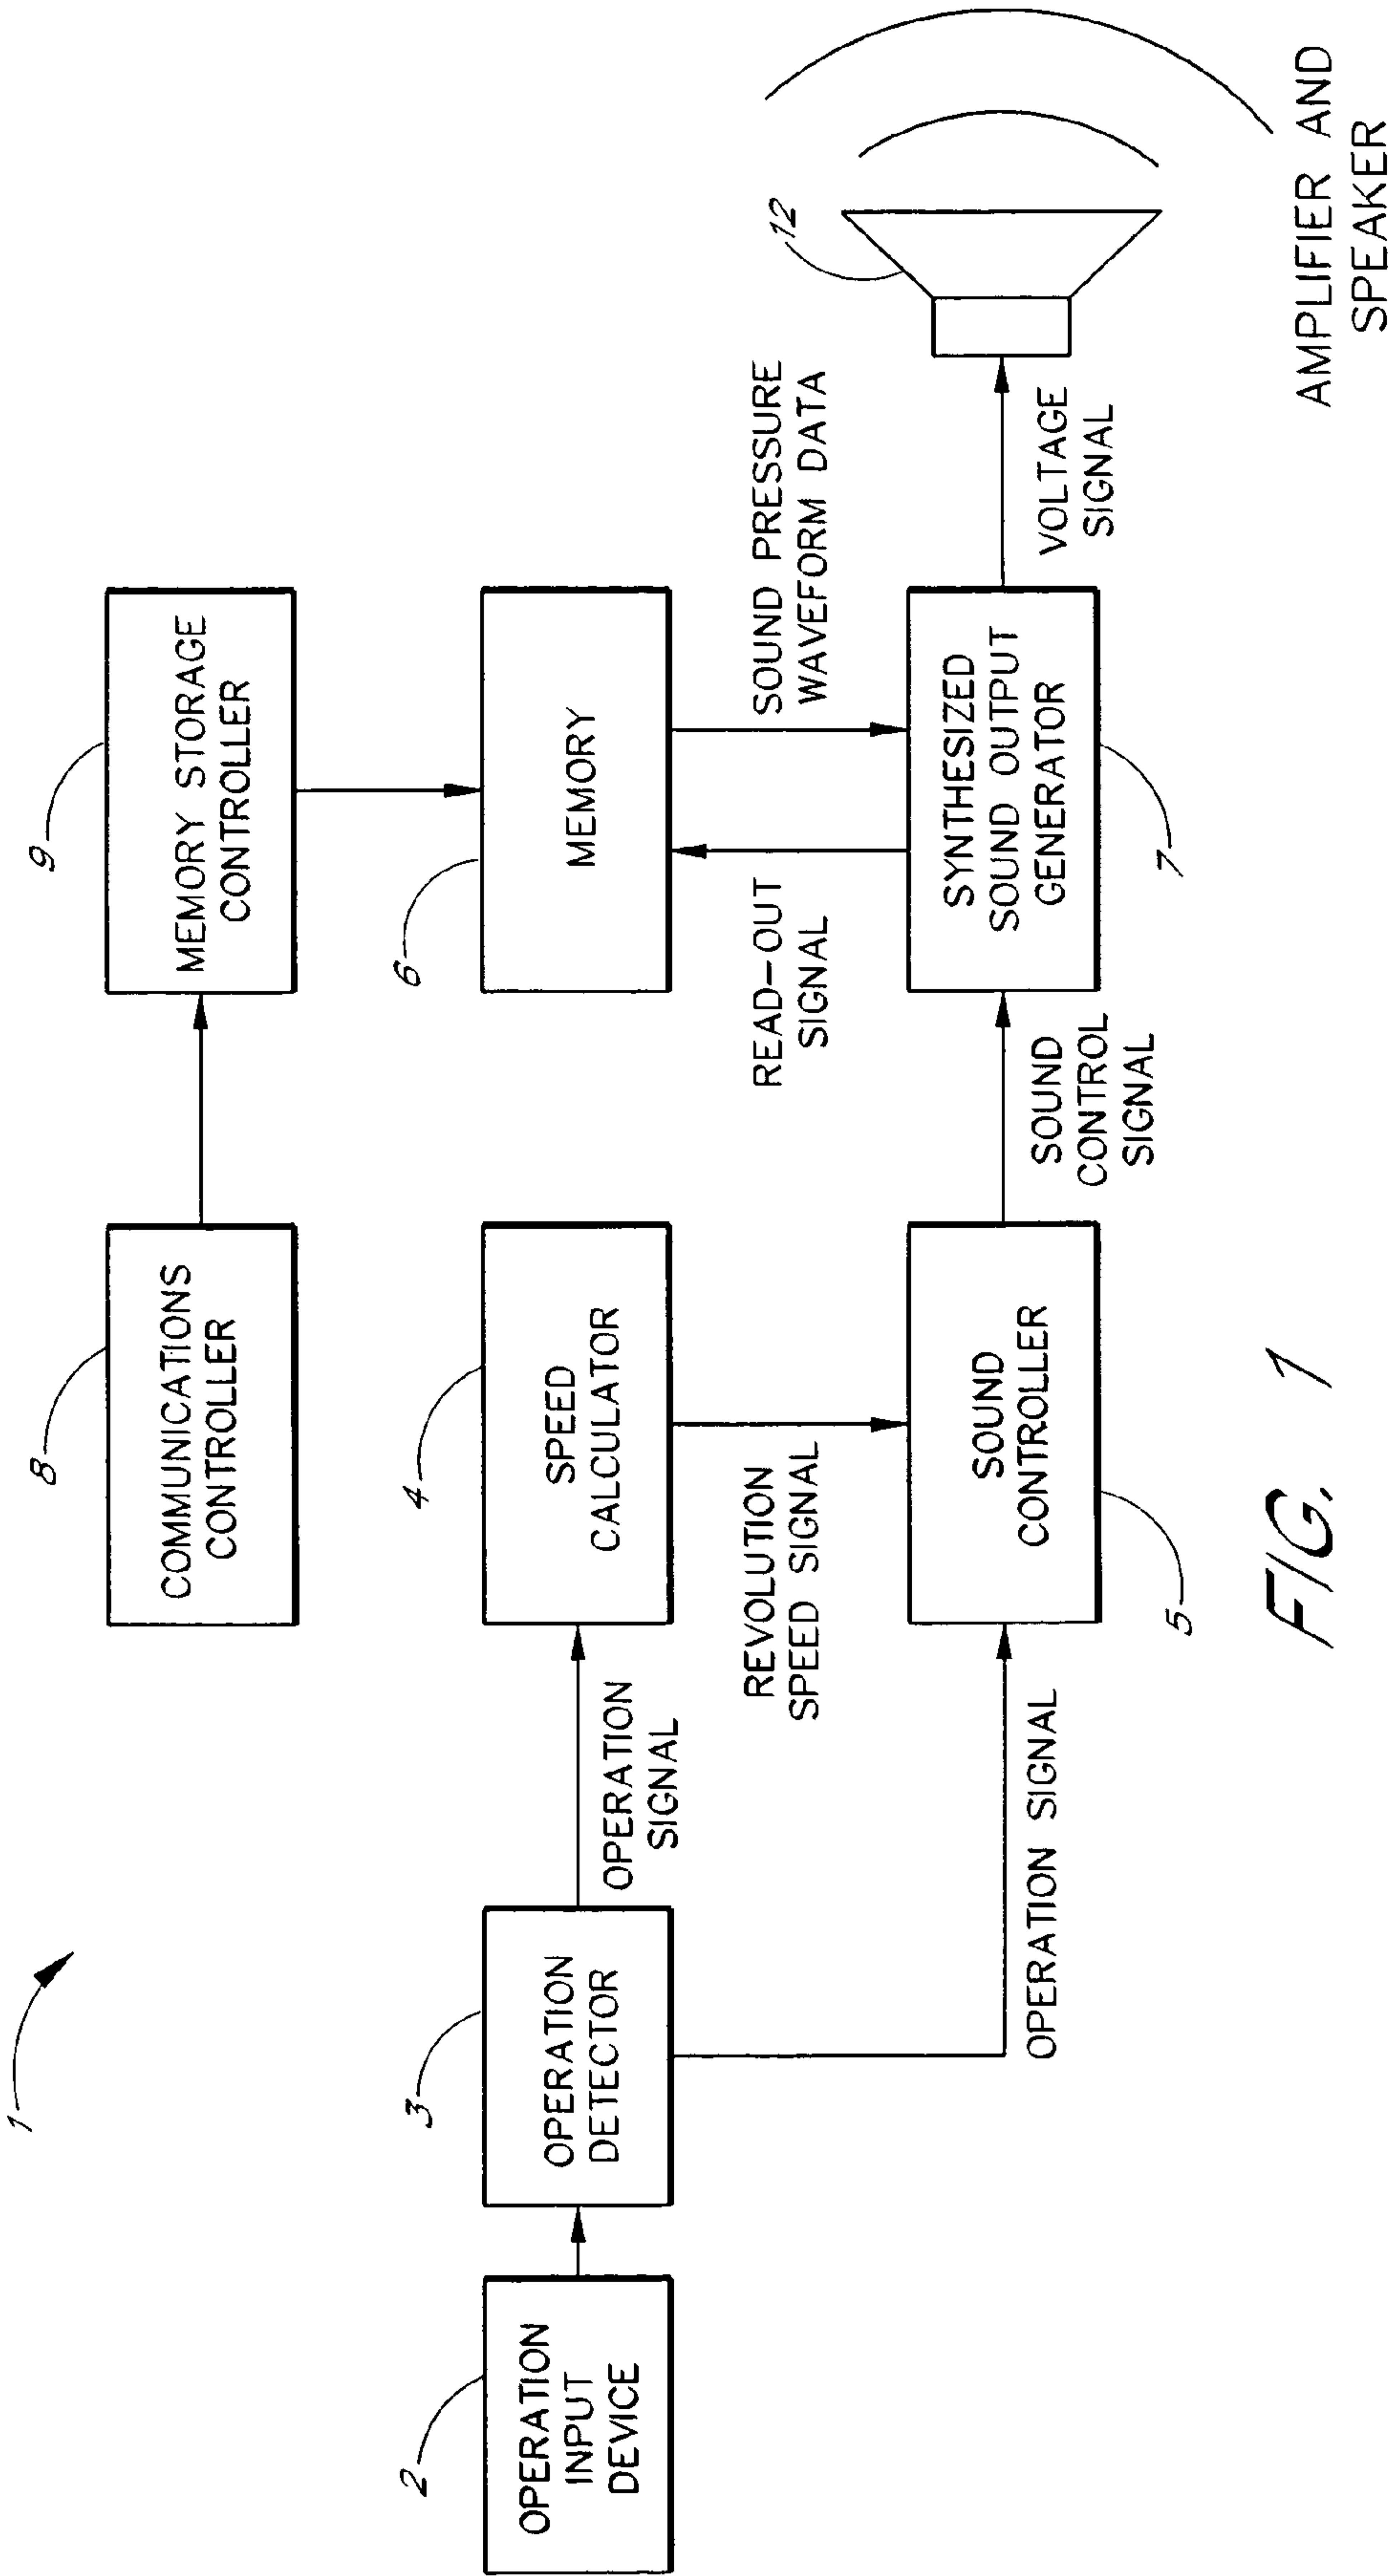 1
8
COMMUNICATIONS
CONTROLLER
9
MEMORY STORAGE
CONTROLLER
2
OPERATION
INPUT
DEVICE
3
OPERATION
DETECTOR
OPERATION
SIGNAL
4
SPEED
CALCULATOR
6
MEMORY
REVOLUTION
SPEED SIGNAL
READ-OUT
SIGNAL
SOUND PRESSURE
WAVEFORM DATA
12
OPERATION SIGNAL
SOUND
CONTROLLER
5
SOUND
CONTROL
SIGNAL
SYNTHESIZED
SOUND OUTPUT
GENERATOR
7
VOLTAGE
SIGNAL
AMPLIFIER AND
SPEAKER
FIG. 1